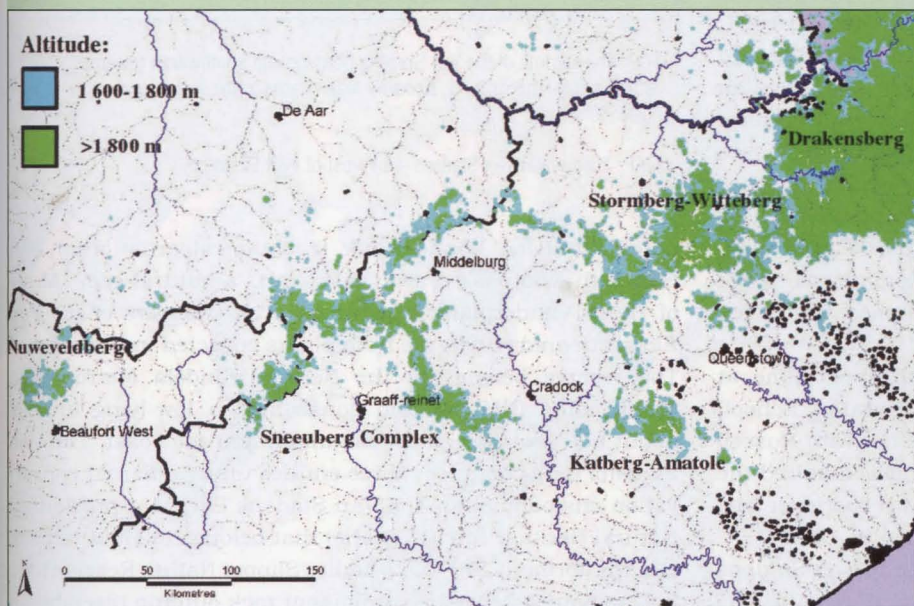 Altitude:
1 600-1 800 m
>1 800 m
De Aar
Drakensberg
Stormberg-Witteberg
Middelburg
Nuweveldberg
Queenstown
Cradock
Graaff-reinet
Beaufort West
Sneeuberg Complex
Katberg-Amatole
N
0 50 100 150
Kilometres